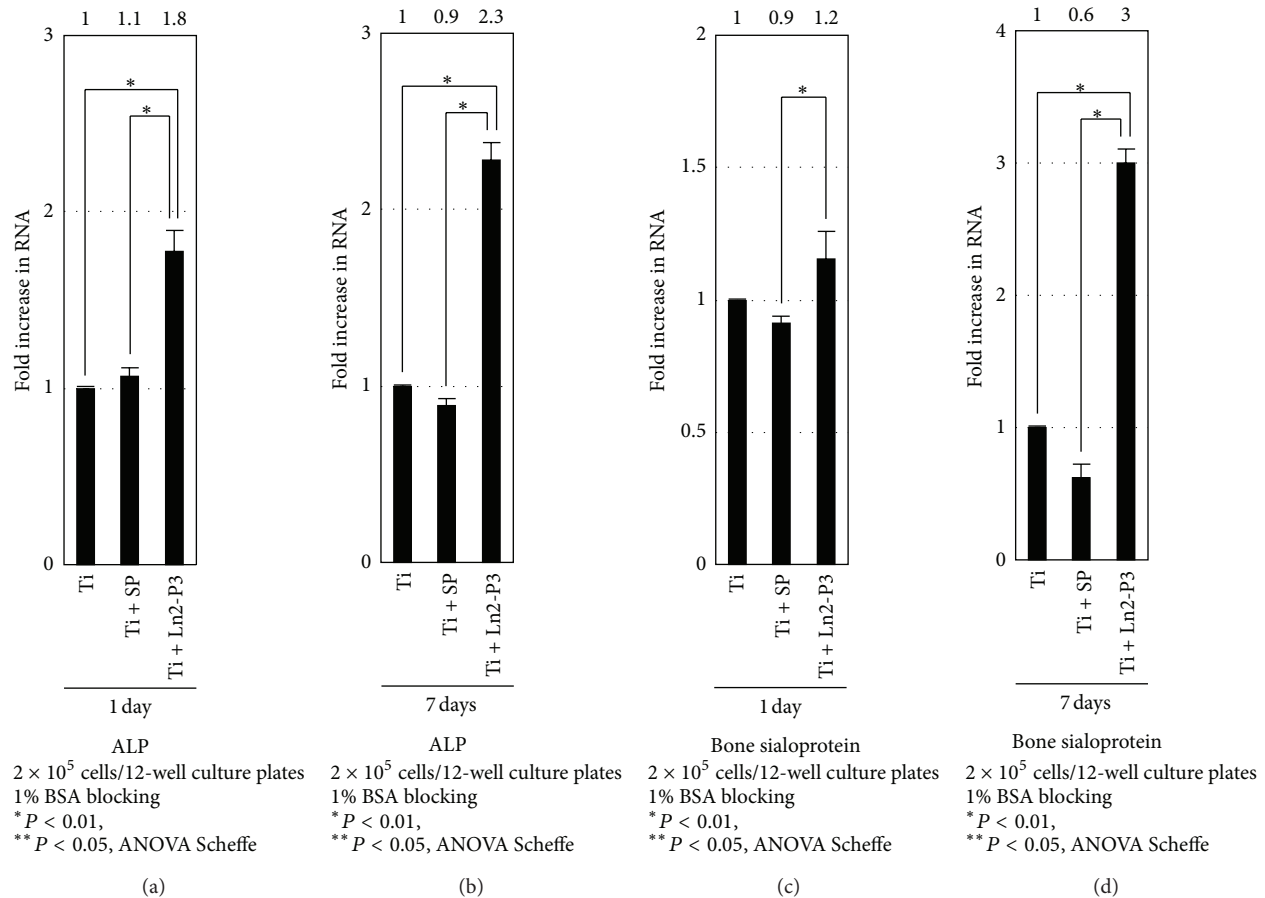 1 1.1 1.8
3
2
1
0
Fold increase in RNA
*
*
Ti
Ti + SP
Ti + Ln2-P3
1 day
ALP
2 × 10⁵ cells/12-well culture plates
1% BSA blocking
* P < 0.01,
** P < 0.05, ANOVA Scheffe
(a)
1 0.9 2.3
3
2
1
0
Fold increase in RNA
*
*
Ti
Ti + SP
Ti + Ln2-P3
7 days
ALP
2 × 10⁵ cells/12-well culture plates
1% BSA blocking
* P < 0.01,
** P < 0.05, ANOVA Scheffe
(b)
1 0.9 1.2
2
1.5
1
0.5
0
Fold increase in RNA
*
Ti
Ti + SP
Ti + Ln2-P3
1 day
Bone sialoprotein
2 × 10⁵ cells/12-well culture plates
1% BSA blocking
* P < 0.01,
** P < 0.05, ANOVA Scheffe
(c)
1 0.6 3
4
3
2
1
0
Fold increase in RNA
*
*
Ti
Ti + SP
Ti + Ln2-P3
7 days
Bone sialoprotein
2 × 10⁵ cells/12-well culture plates
1% BSA blocking
* P < 0.01,
** P < 0.05, ANOVA Scheffe
(d)